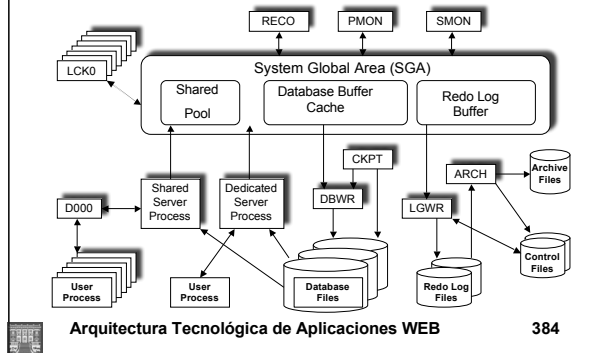 RECO
PMON
SMON
LCK0
System Global Area (SGA)
Shared
Pool
Database Buffer
Cache
Redo Log
Buffer
CKPT
ARCH
Archive
Files
Shared
Server
Process
Dedicated
Server
Process
D000
DBWR
LGWR
Control
Files
User
Process
User
Process
Database
Files
Redo Log
Files
Arquitectura Tecnológica de Aplicaciones WEB 384